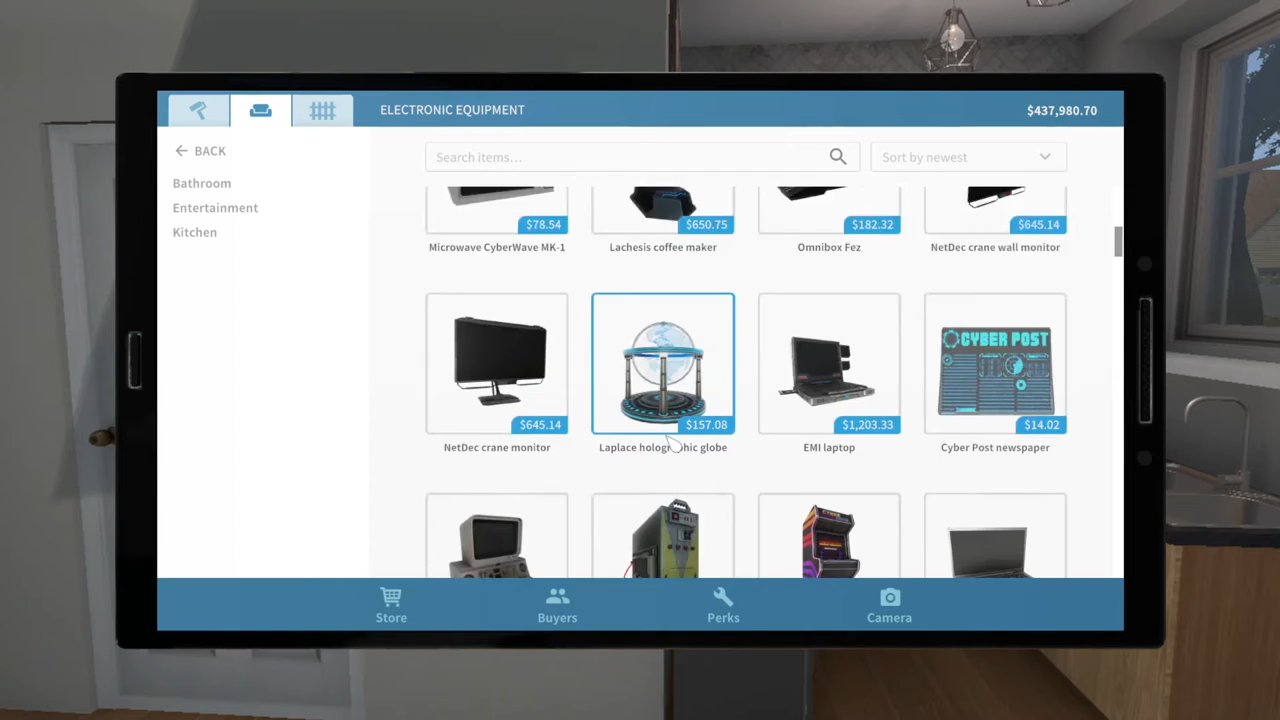 ELECTRONIC EQUIPMENT
$437,980.70
BACK
Search items...
Sort by newest
Bathroom
Entertainment
Kitchen
$78.54
$650.75
$182.32
$645.14
Microwave CyberWave MK-1
Lachesis coffee maker
Omnibox Fez
NetDec crane wall monitor
CYBER POST
$645.14
$157.08
$1,203.33
$14.02
NetDec crane monitor
Laplace holographic globe
EMI laptop
Cyber Post newspaper
Store
Buyers
Perks
Camera